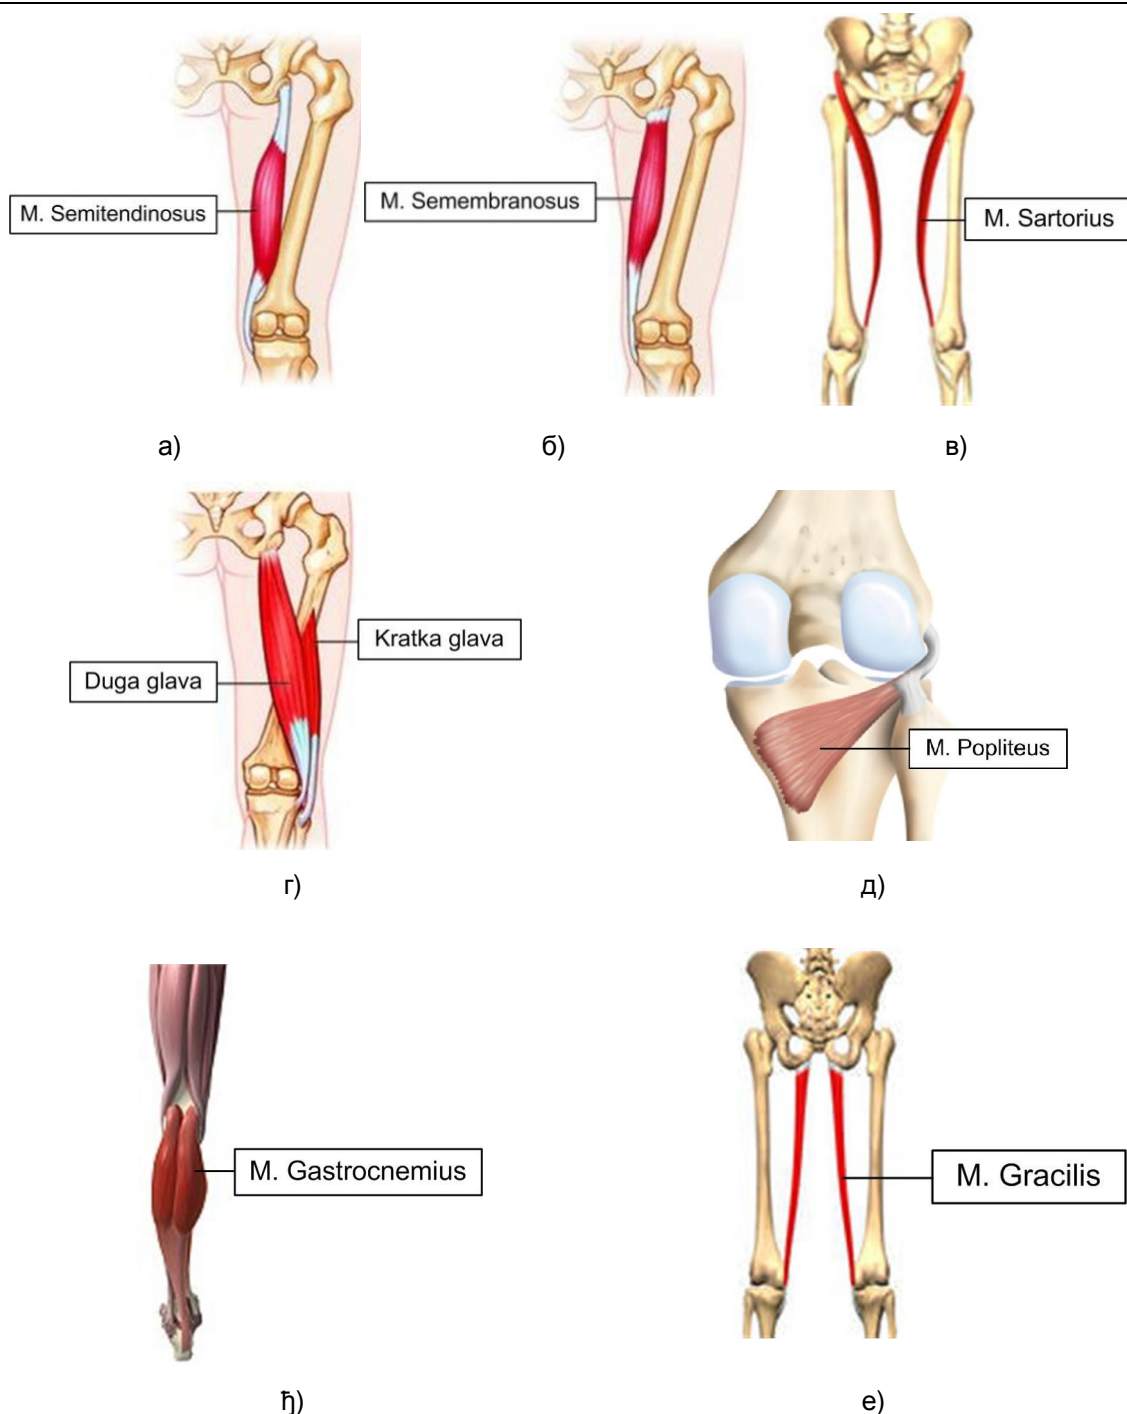 M. Semitendinosus
M. Semembranosus
M. Sartorius
а)
б)
в)
Kratka glava
Duga glava
M. Popliteus
г)
д)
M. Gastrocnemius
M. Gracilis
ђ)
е)